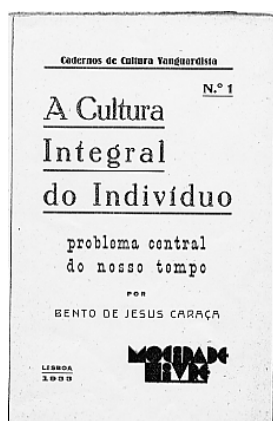 Cadernos de Cultura Vanguardista
N.º 1
A Cultura
Integral
do Indivíduo
problema central
do nosso tempo
POR
BENTO DE JESUS CARAÇA
MOCIDADE
LIVRE
LISBOA
1933